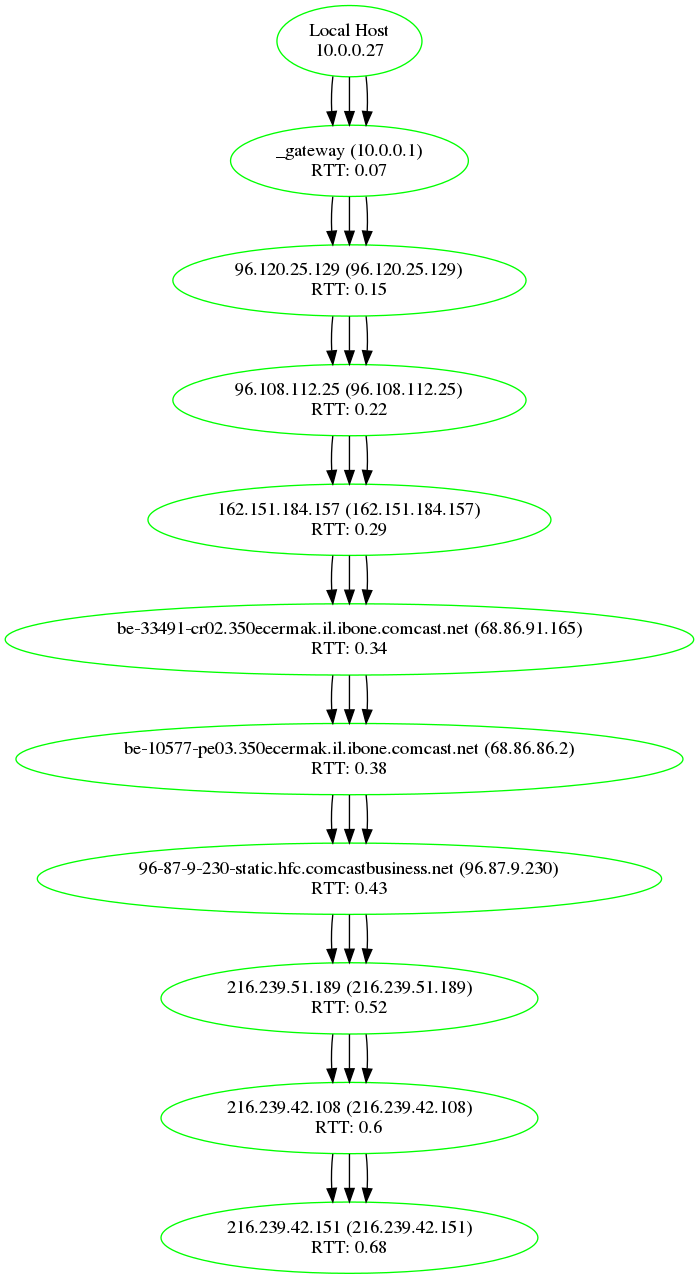 Local Host
10.0.0.27
_gateway (10.0.0.1)
RTT: 0.07
96.120.25.129 (96.120.25.129)
RTT: 0.15
96.108.112.25 (96.108.112.25)
RTT: 0.22
162.151.184.157 (162.151.184.157)
RTT: 0.29
be-33491-cr02.350ecermak.il.ibone.comcast.net (68.86.91.165)
RTT: 0.34
be-10577-pe03.350ecermak.il.ibone.comcast.net (68.86.86.2)
RTT: 0.38
96-87-9-230-static.hfc.comcastbusiness.net (96.87.9.230)
RTT: 0.43
216.239.51.189 (216.239.51.189)
RTT: 0.52
216.239.42.108 (216.239.42.108)
RTT: 0.6
216.239.42.151 (216.239.42.151)
RTT: 0.68